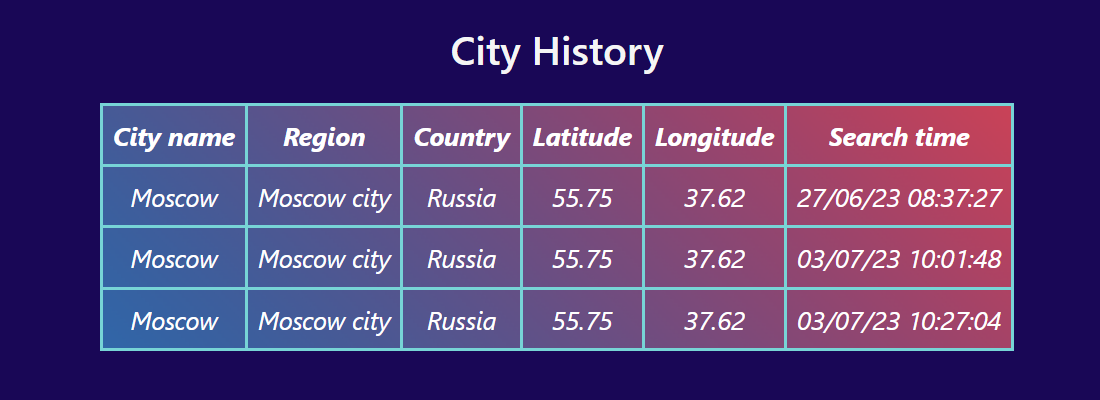 City History
City name Region Country Latitude Longitude Search time
Moscow Moscow city Russia 55.75 37.62 27/06/23 08:37:27
Moscow Moscow city Russia 55.75 37.62 03/07/23 10:01:48
Moscow Moscow city Russia 55.75 37.62 03/07/23 10:27:04